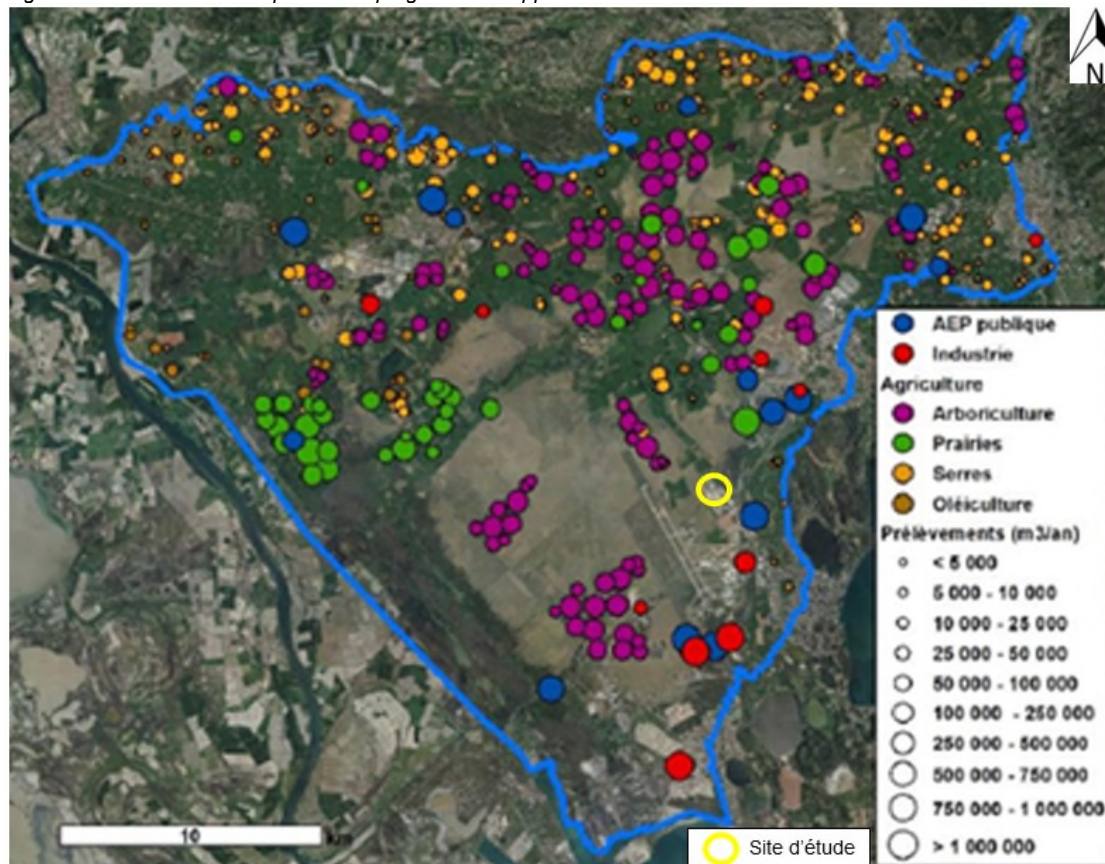 N
AEP publique
Industrie
Agriculture
Arboriculture
Prairies
Serres
Oléiculture
Prélèvements (m3/an)
< 5 000
5 000 - 10 000
10 000 - 25 000
25 000 - 50 000
50 000 - 100 000
100 000 - 250 000
250 000 - 500 000
500 000 - 750 000
750 000 - 1 000 000
> 1 000 000
10
Site d'étude